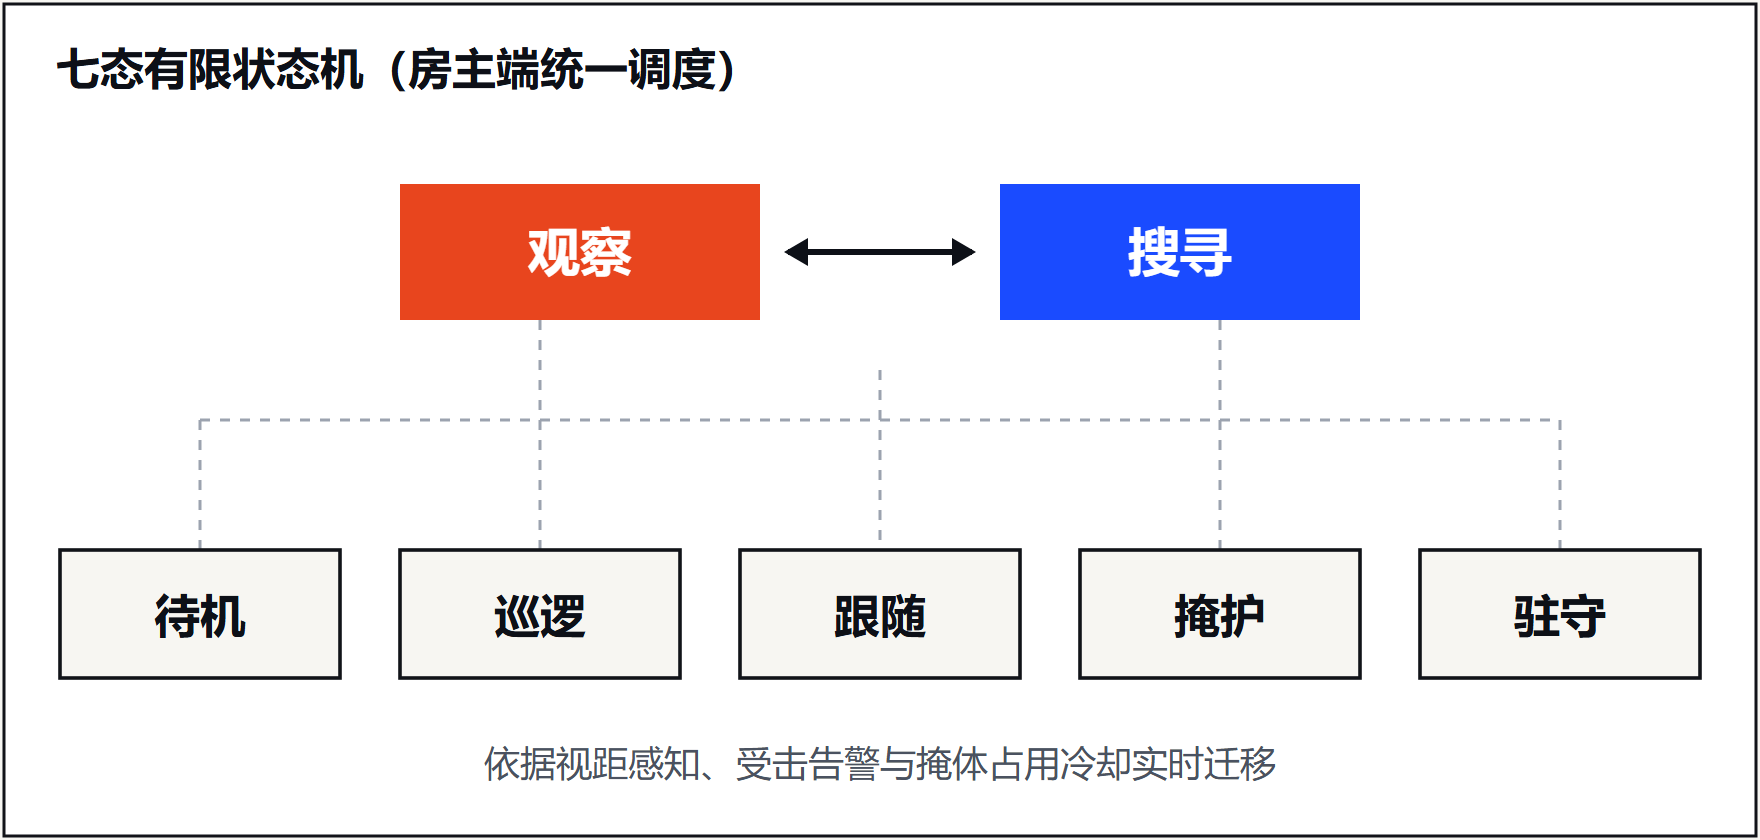 七态有限状态机（房主端统一调度）
观察
搜寻
待机
巡逻
跟随
掩护
驻守
依据视距感知、受击告警与掩体占用冷却实时迁移